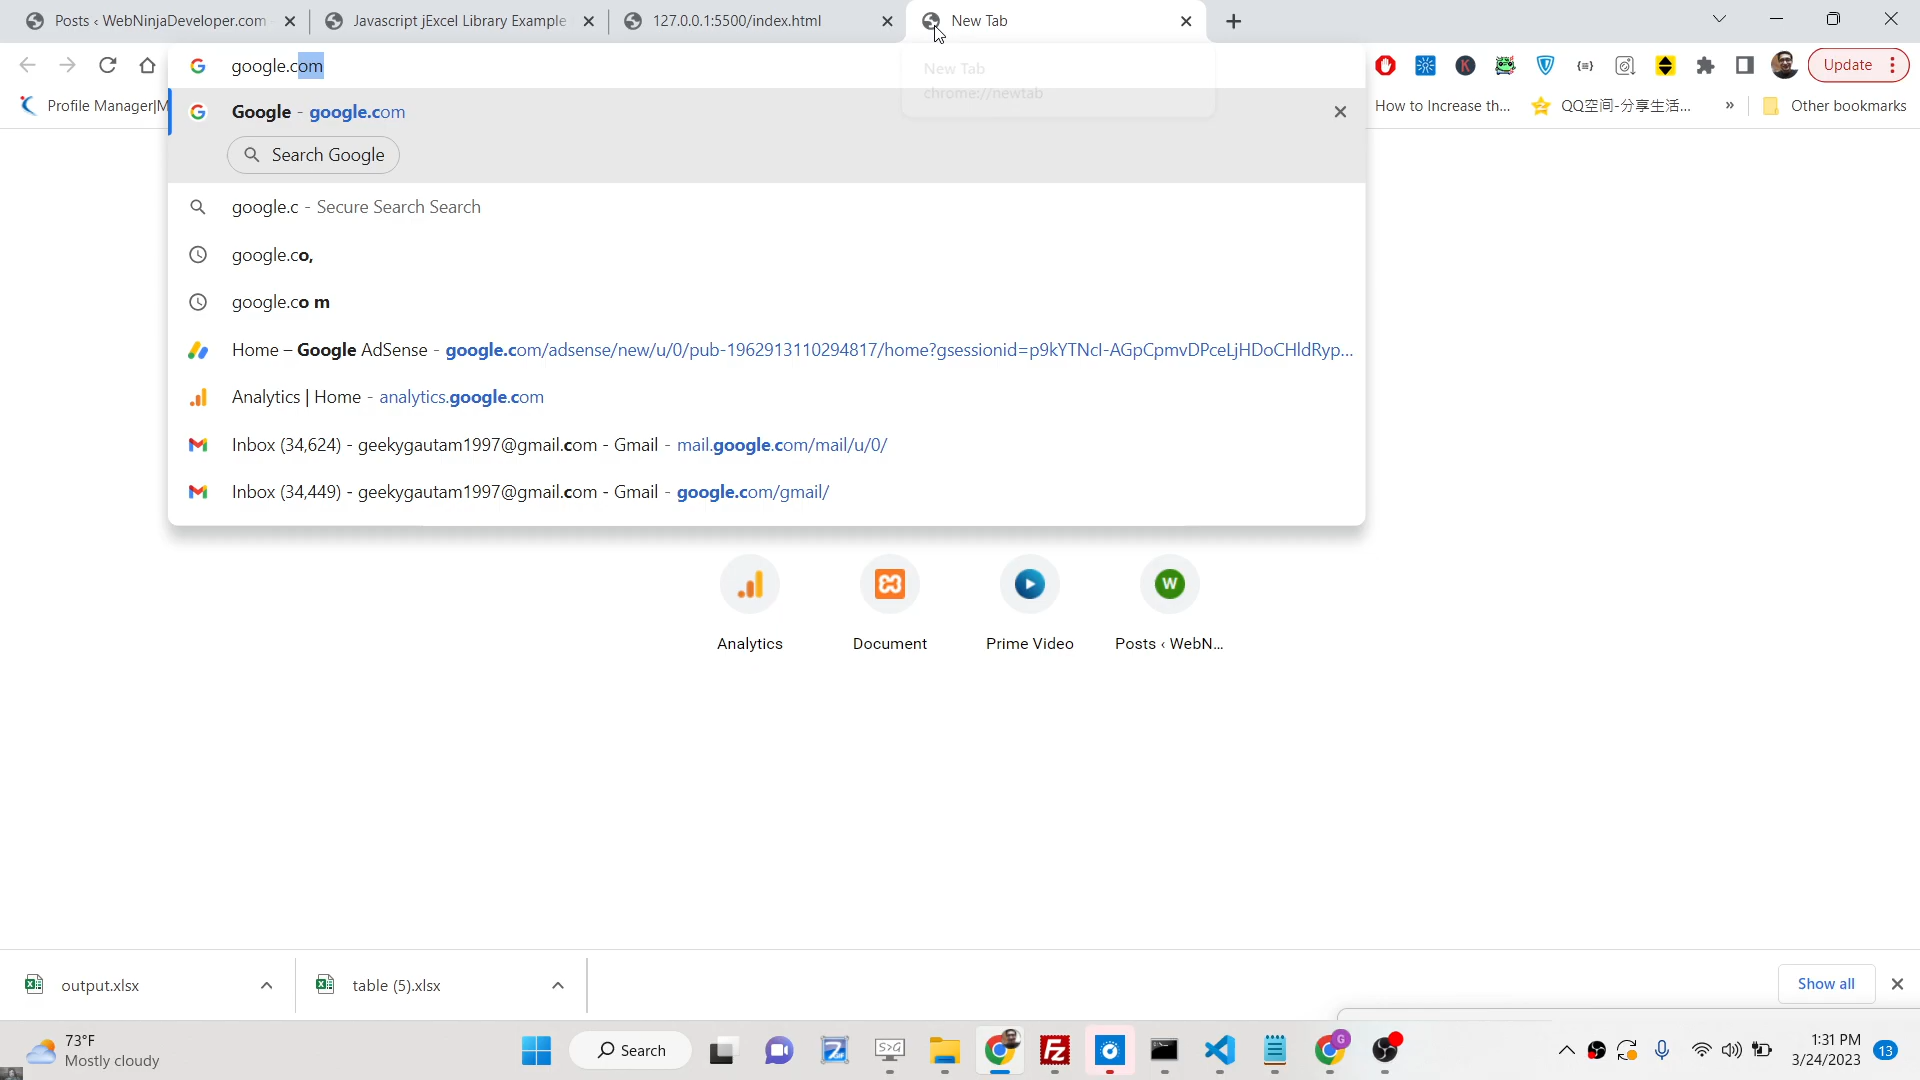 Posts ‹ WebNinjaDeveloper.com
Javascript jExcel Library Example
127.0.0.1:5500/index.html
New Tab
google.com
New Tab
chrome://newtab
Update
Profile Manager|M
How to Increase th...
QQ空间-分享生活...
»
Other bookmarks
Google - google.com
Search Google
google.c - Secure Search Search
google.co,
google.co m
Home – Google AdSense - google.com/adsense/new/u/0/pub-1962913110294817/home?gsessionid=p9kYTNcI-AGpCpmvDPceLjHDoCHldRyp...
Analytics | Home - analytics.google.com
Inbox (34,624) - geekygautam1997@gmail.com - Gmail - mail.google.com/mail/u/0/
Inbox (34,449) - geekygautam1997@gmail.com - Gmail - google.com/gmail/
W
Analytics
Document
Prime Video
Posts ‹ WebN...
output.xlsx
table (5).xlsx
Show all
73°F
Mostly cloudy
Search
1:31 PM
3/24/2023
13